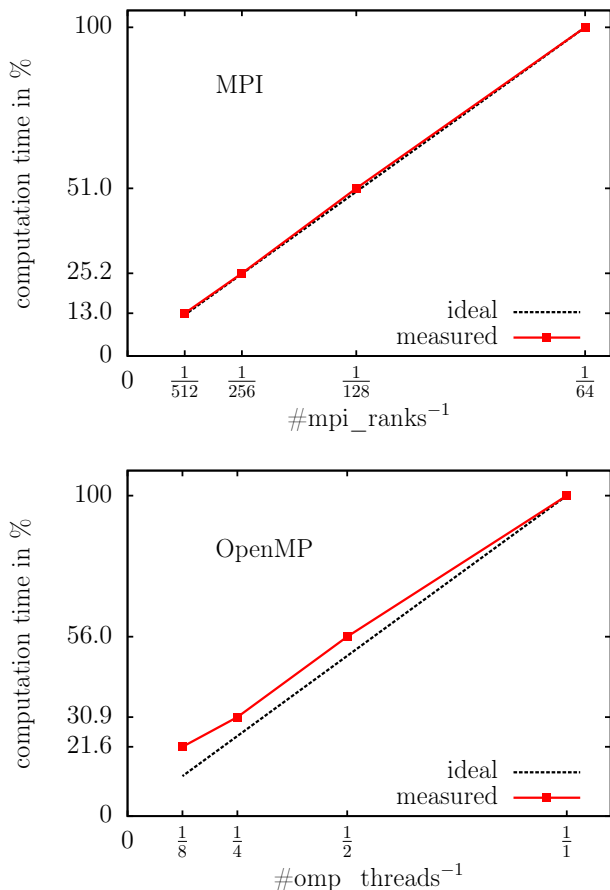 100
computation time in %
MPI
51.0
25.2
13.0
ideal
measured
0
0 1/512 1/256 1/128 1/64
#mpi_ranks⁻¹
100
computation time in %
OpenMP
56.0
30.9
21.6
ideal
measured
0
0 1/8 1/4 1/2 1/1
#omp threads⁻¹